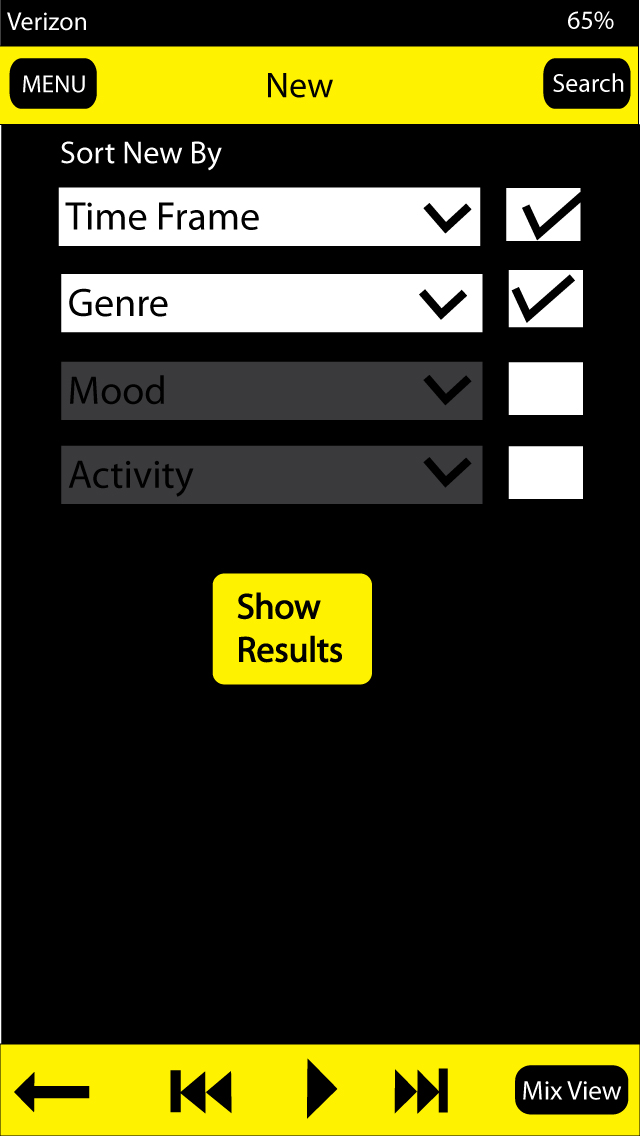 Verizon 65%
MENU New Search
Sort New By
Time Frame
Genre
Mood
Activity
Show
Results
Mix View